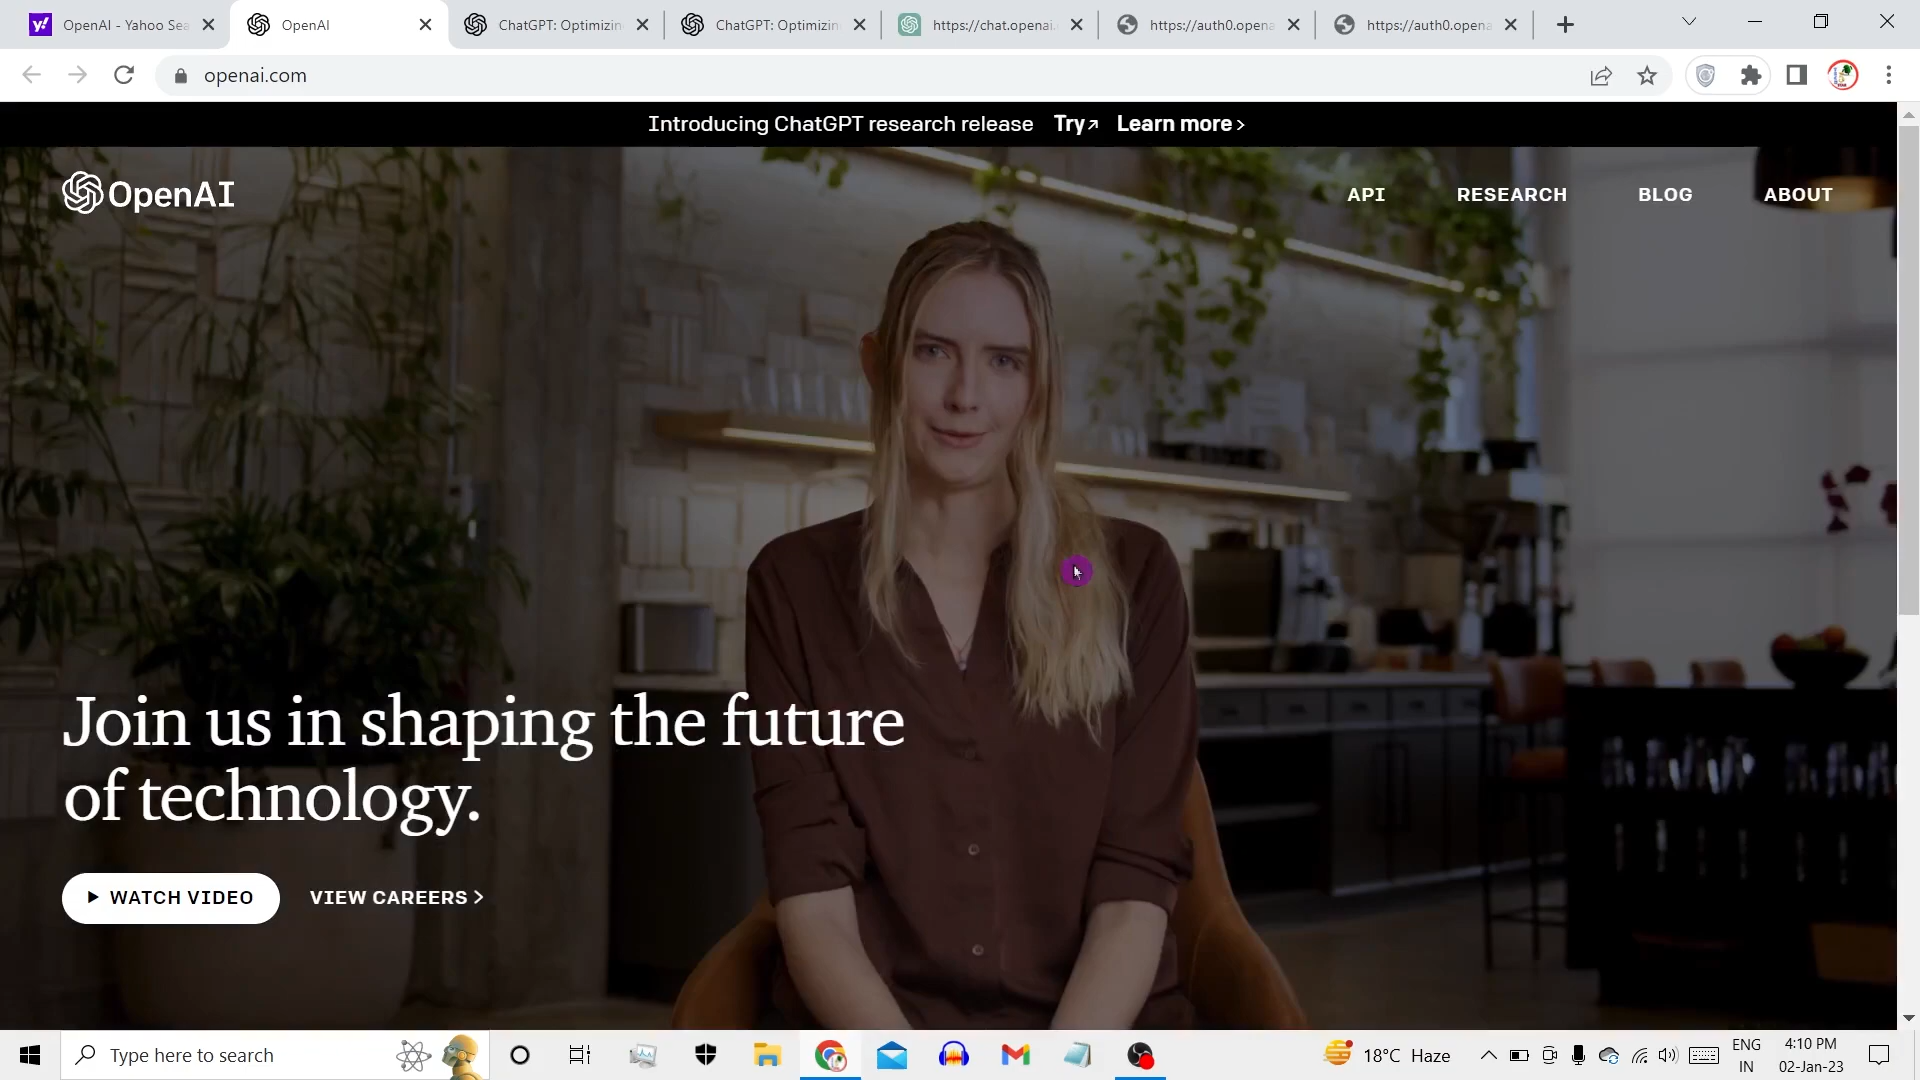 OpenAI - Yahoo Sea
OpenAI
ChatGPT: Optimizin
ChatGPT: Optimizin
https://chat.openai.
https://auth0.opena
https://auth0.opena
openai.com
Introducing ChatGPT research release Try↗ Learn more >
OpenAI
API RESEARCH BLOG ABOUT
Join us in shaping the future
of technology.
WATCH VIDEO VIEW CAREERS >
Type here to search
18°C Haze
ENG
IN
4:10 PM
02-Jan-23